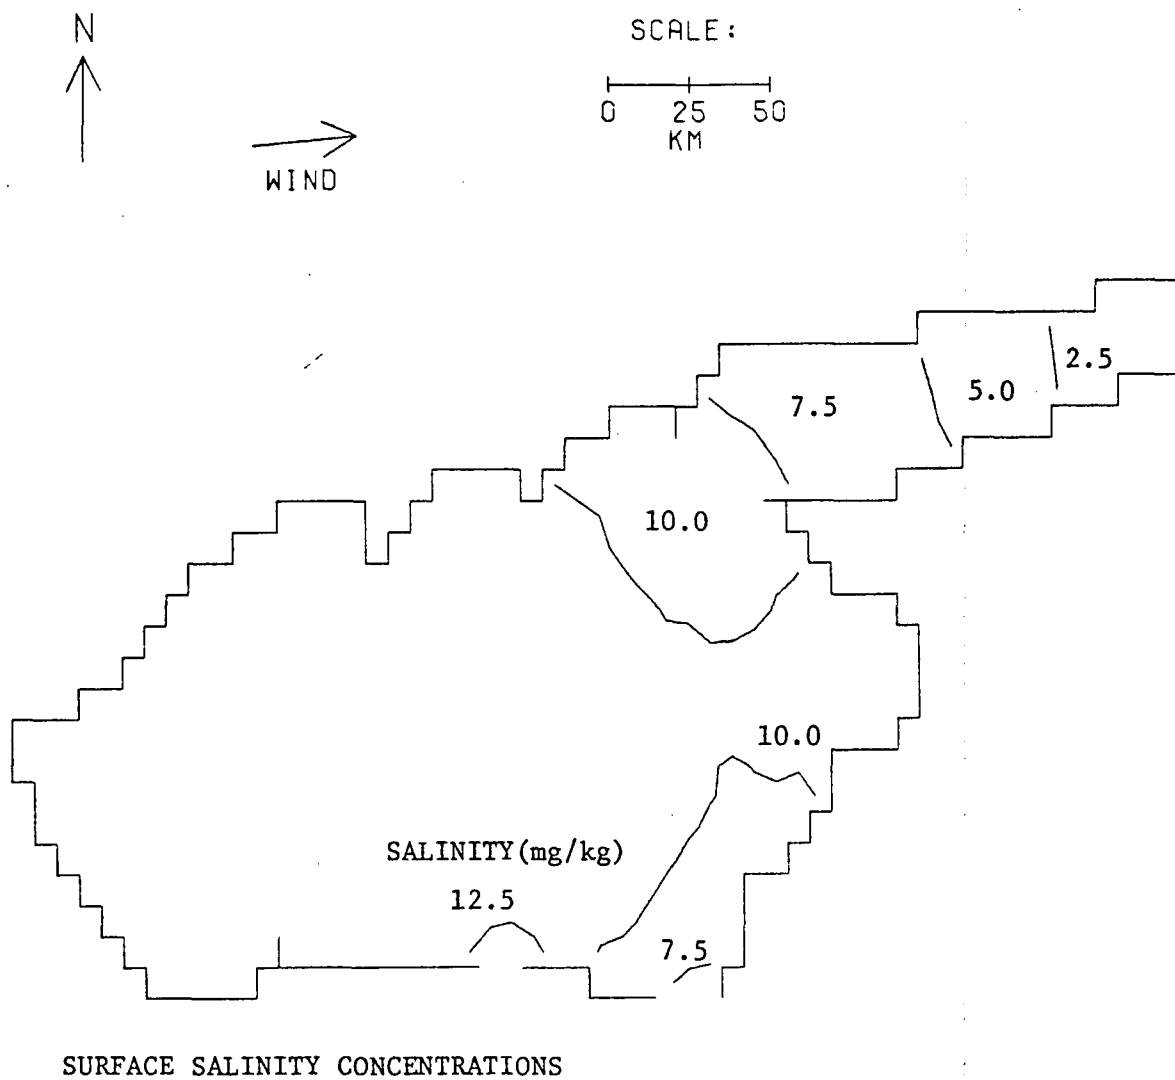 N
SCALE:
0 25 50
KM
WIND
2.5
5.0
7.5
10.0
10.0
SALINITY(mg/kg)
12.5
7.5
SURFACE SALINITY CONCENTRATIONS